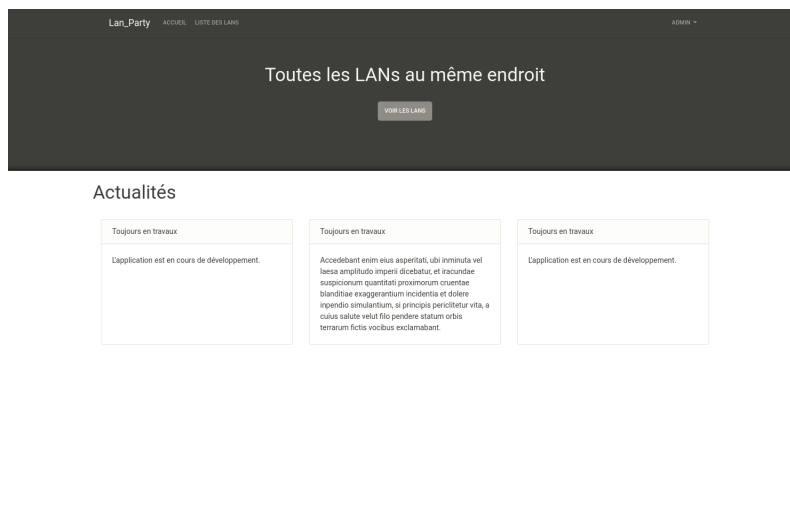 Lan_Party ACCUEIL LISTE DES LANS ADMIN
Toutes les LANs au même endroit
VOIR LES LANS
Actualités
Toujours en travaux
L'application est en cours de développement.
Toujours en travaux
Accedebant enim eius asperitati, ubi inminuta vel
laesa amplitudo imperii dicebatur, et iracundae
suspicionum quantitati proximorum cruentae
blanditiae exaggerantium incidentia et dolere
inpendio simulantium, si principis periclitetur vita, a
cuius salute velut filo pendere statum orbis
terrarum fictis vocibus exclamabant.
Toujours en travaux
L'application est en cours de développement.